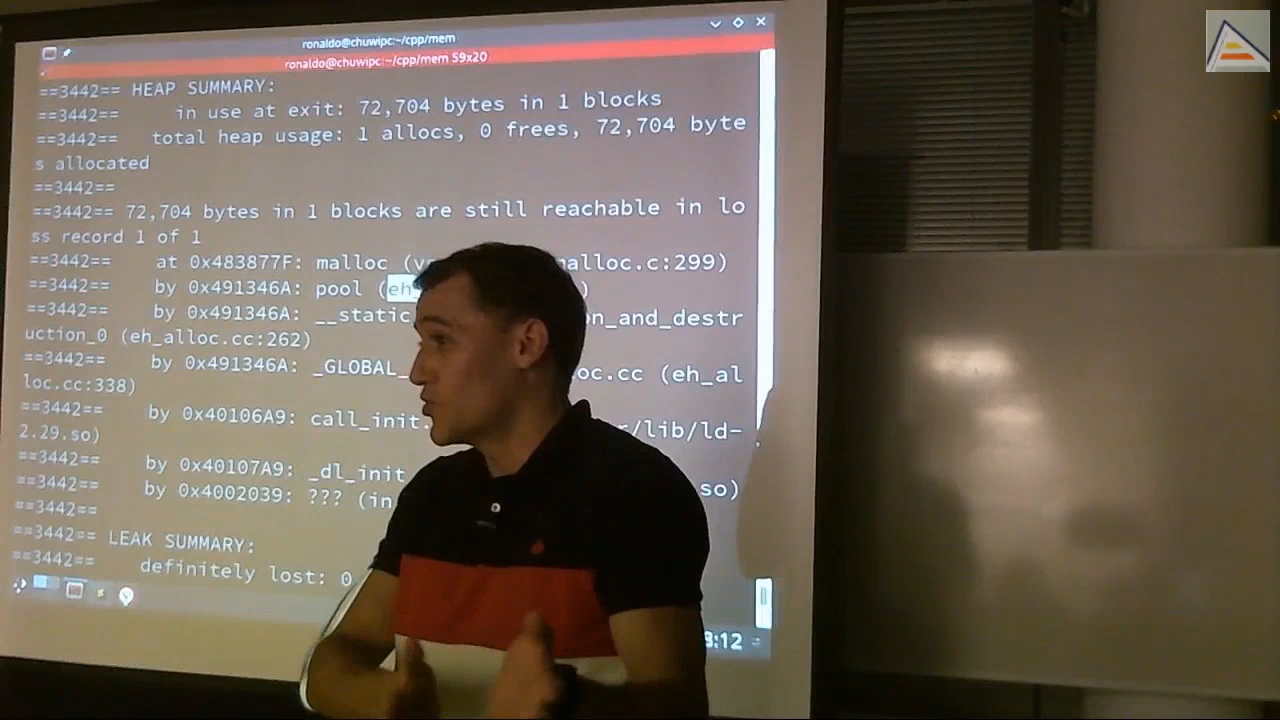 ronaldo@chuwipc:~/cpp/mem
ronaldo@chuwipc:~/cpp/mem 59x20
==3442== HEAP SUMMARY:
==3442== in use at exit: 72,704 bytes in 1 blocks
==3442== total heap usage: 1 allocs, 0 frees, 72,704 byte
s allocated
==3442==
==3442== 72,704 bytes in 1 blocks are still reachable in lo
ss record 1 of 1
==3442== at 0x483877F: malloc ( malloc.c:299)
==3442== by 0x491346A: pool (eh_ )
==3442== by 0x491346A: __static on_and_destr
uction_0 (eh_alloc.cc:262)
==3442== by 0x491346A: _GLOBAL_ oc.cc (eh_al
loc.cc:338)
==3442== by 0x40106A9: call_init. r/lib/ld-
2.29.so)
==3442== by 0x40107A9: _dl_init
==3442== by 0x4002039: ??? (in so)
==3442==
==3442== LEAK SUMMARY:
==3442== definitely lost: 0
3:12